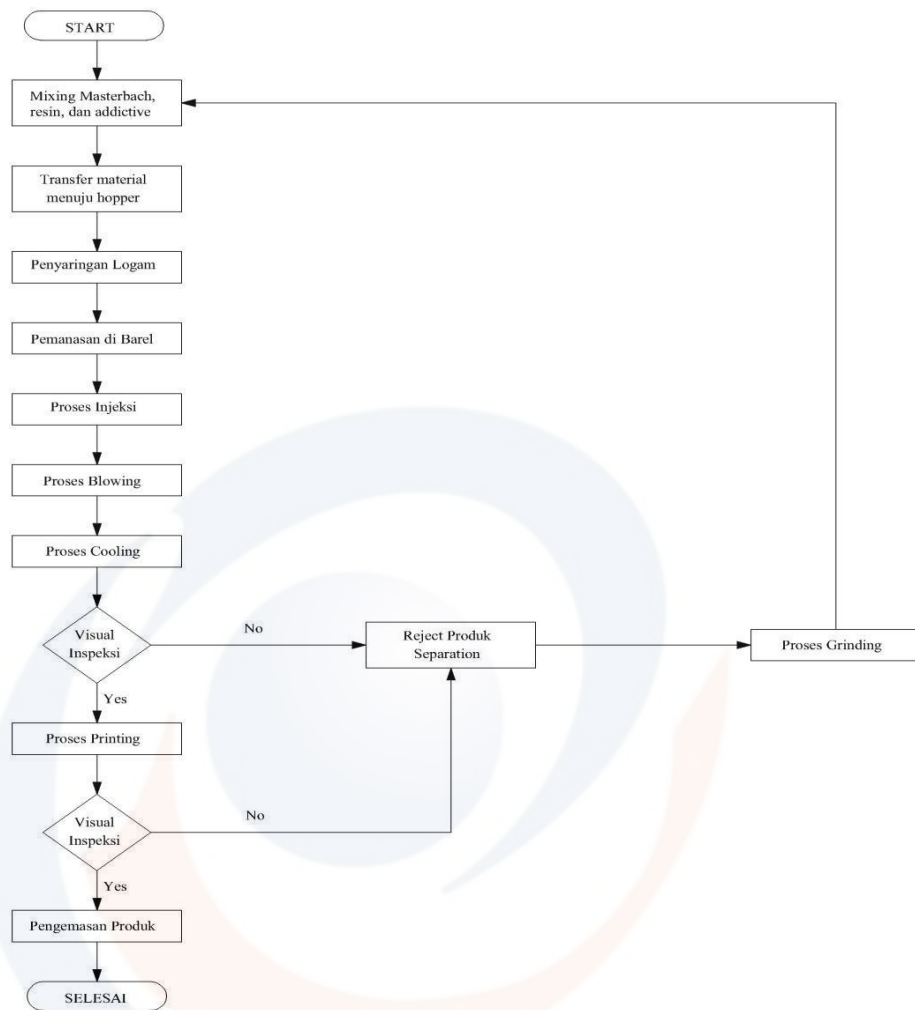 START
Mixing Masterbach,
resin, dan addictive
Transfer material
menuju hopper
Penyaringan Logam
Pemanasan di Barel
Proses Injeksi
Proses Blowing
Proses Cooling
Visual
Inspeksi
No
Reject Produk
Separation
Proses Grinding
Yes
Proses Printing
Visual
Inspeksi
No
Yes
Pengemasan Produk
SELESAI